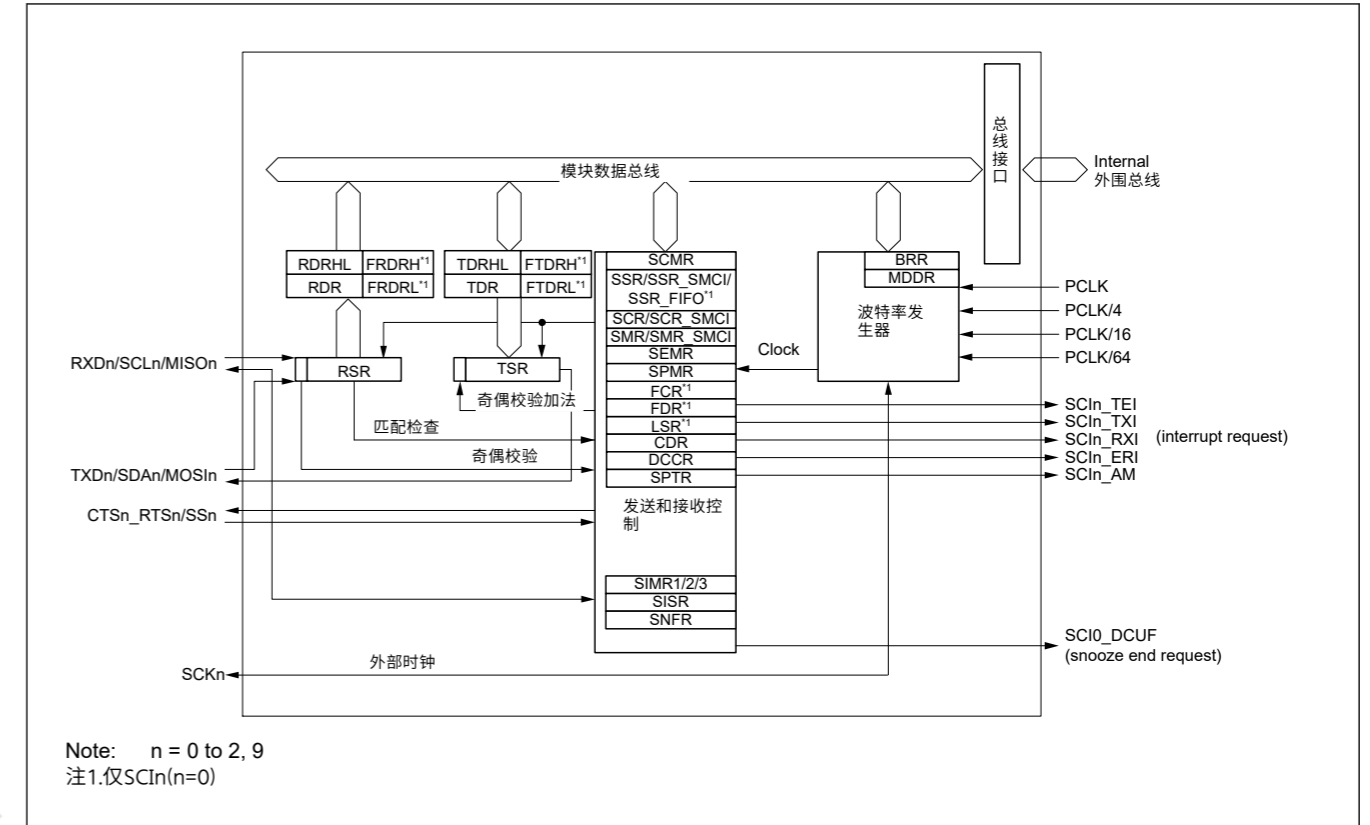 总线接口
模块数据总线
Internal
外围总线
RDRHL FRDRH*1
RDR FRDRL*1
TDRHL FTDRH*1
TDR FTDRL*1
SCMR
SSR/SSR_SMCI/
SSR_FIFO*1
SCR/SCR_SMCI
SMR/SMR_SMCI
SEMR
SPMR
FCR*1
FDR*1
LSR*1
CDR
DCCR
SPTR
发送和接收控
制
SIMR1/2/3
SISR
SNFR
BRR
MDDR
波特率发
生器
Clock
PCLK
PCLK/4
PCLK/16
PCLK/64
RXDn/SCLn/MISOn
RSR
TSR
奇偶校验加法
匹配检查
奇偶校验
TXDn/SDAn/MOSIn
CTSn_RTSn/SSn
SCIn_TEI
SCIn_TXI
SCIn_RXI (interrupt request)
SCIn_ERI
SCIn_AM
SCI0_DCUF
(snooze end request)
外部时钟
SCKn
Note: n = 0 to 2, 9
注1.仅SCIn(n=0)